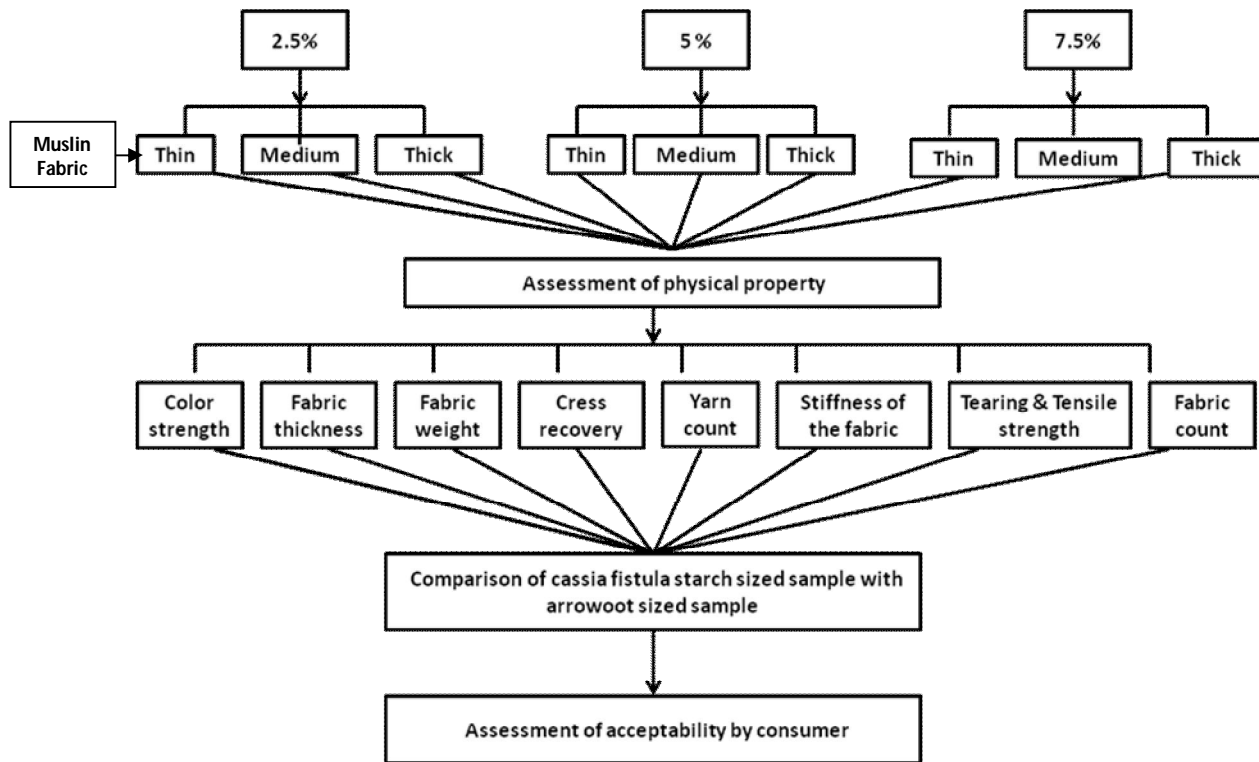 2.5%
5 %
7.5%
Muslin
Fabric
Thin
Medium
Thick
Thin
Medium
Thick
Thin
Medium
Thick
Assessment of physical property
Color
strength
Fabric
thickness
Fabric
weight
Cress
recovery
Yarn
count
Stiffness of
the fabric
Tearing & Tensile
strength
Fabric
count
Comparison of cassia fistula starch sized sample with
arrowoot sized sample
Assessment of acceptability by consumer